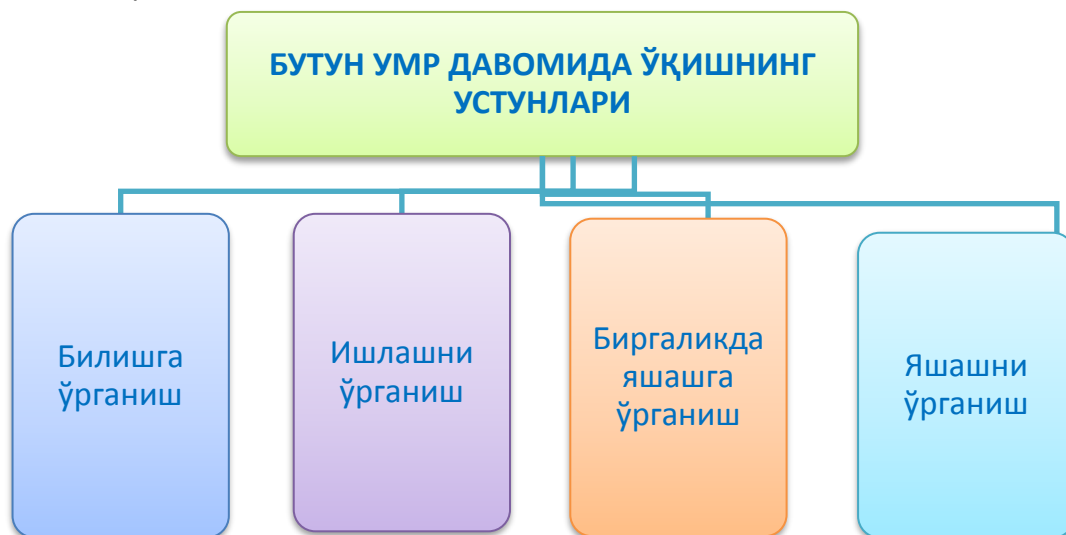 БУТУН УМР ДАВОМИДА ЎҚИШНИНГ
УСТУНЛАРИ
Билишга
ўрганиш
Ишлашни
ўрганиш
Биргаликда
яшашга
ўрганиш
Яшашни
ўрганиш